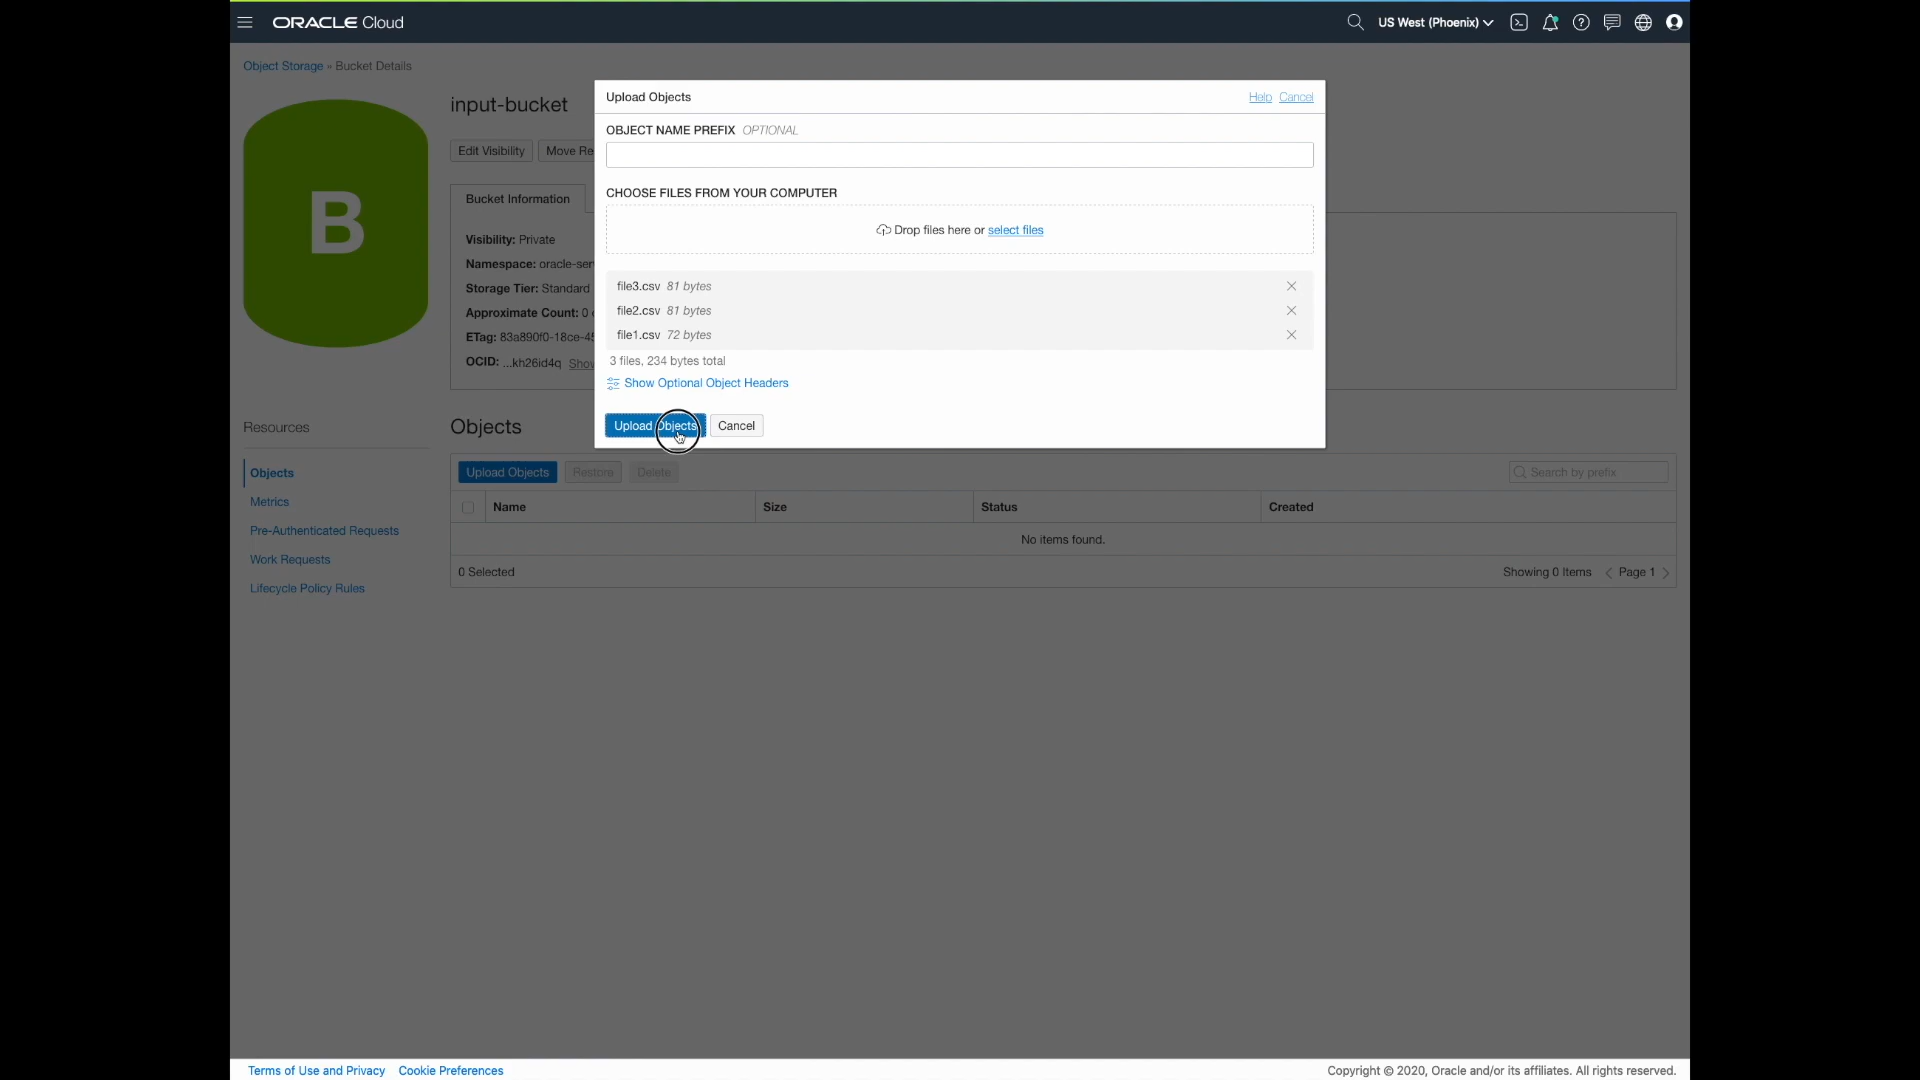 ORACLE Cloud
US West (Phoenix)
Object Storage » Bucket Details
B
input-bucket
Edit Visibility
Move Re
Bucket Information
Visibility: Private
Namespace: oracle-ser
Storage Tier: Standard
Approximate Count: 0
ETag: 83a890f0-18ce-4
OCID: ...kh26id4q Show
Upload Objects
Help Cancel
OBJECT NAME PREFIX OPTIONAL
CHOOSE FILES FROM YOUR COMPUTER
Drop files here or select files
file3.csv 81 bytes
file2.csv 81 bytes
file1.csv 72 bytes
3 files, 234 bytes total
Show Optional Object Headers
Upload Objects
Cancel
Resources
Objects
Metrics
Pre-Authenticated Requests
Work Requests
Lifecycle Policy Rules
Objects
Upload Objects
Restore
Delete
Search by prefix
Name Size Status Created
No items found.
0 Selected
Showing 0 Items
Page 1
Terms of Use and Privacy Cookie Preferences
Copyright © 2020, Oracle and/or its affiliates. All rights reserved.